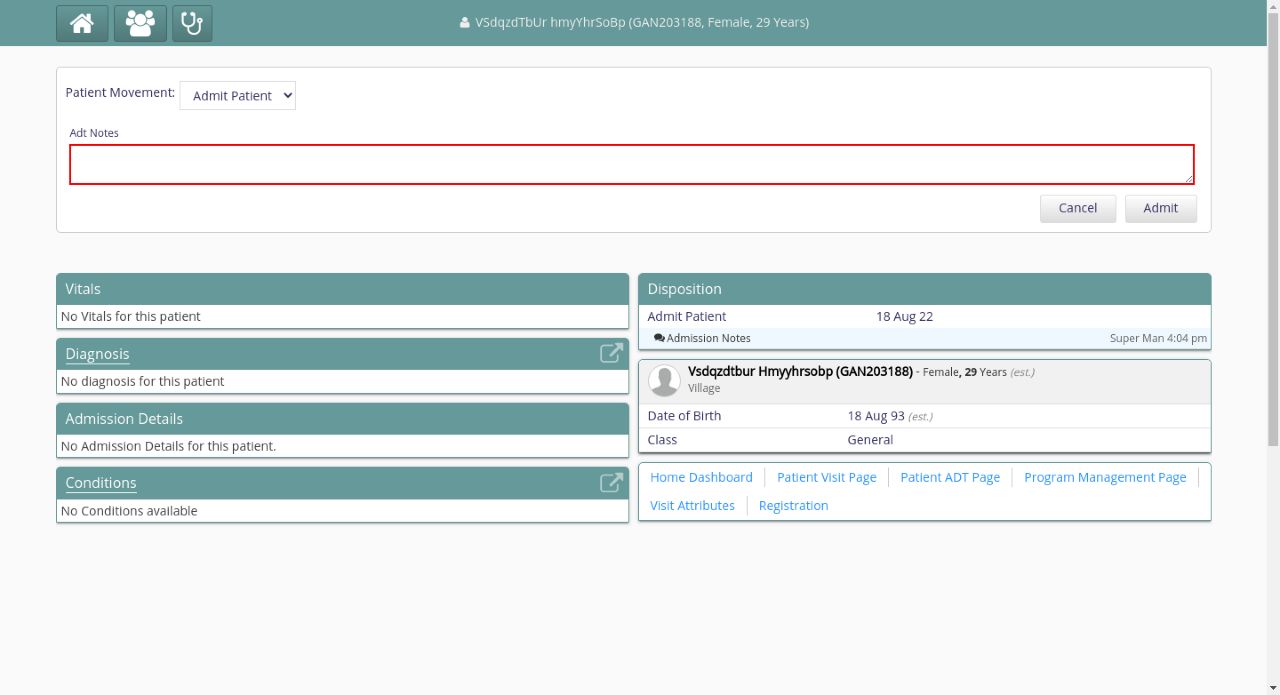 VSdqzdTbUr hmyYhrSoBp (GAN203188, Female, 29 Years)
Patient Movement: Admit Patient
Adt Notes
Cancel Admit
Vitals
No Vitals for this patient
Diagnosis
No diagnosis for this patient
Admission Details
No Admission Details for this patient.
Conditions
No Conditions available
Disposition
Admit Patient 18 Aug 22
Admission Notes Super Man 4:04 pm
Vsdqzdtbur Hmyyhrsobp (GAN203188) - Female, 29 Years (est.)
Village
Date of Birth 18 Aug 93 (est.)
Class General
Home Dashboard Patient Visit Page Patient ADT Page Program Management Page
Visit Attributes Registration